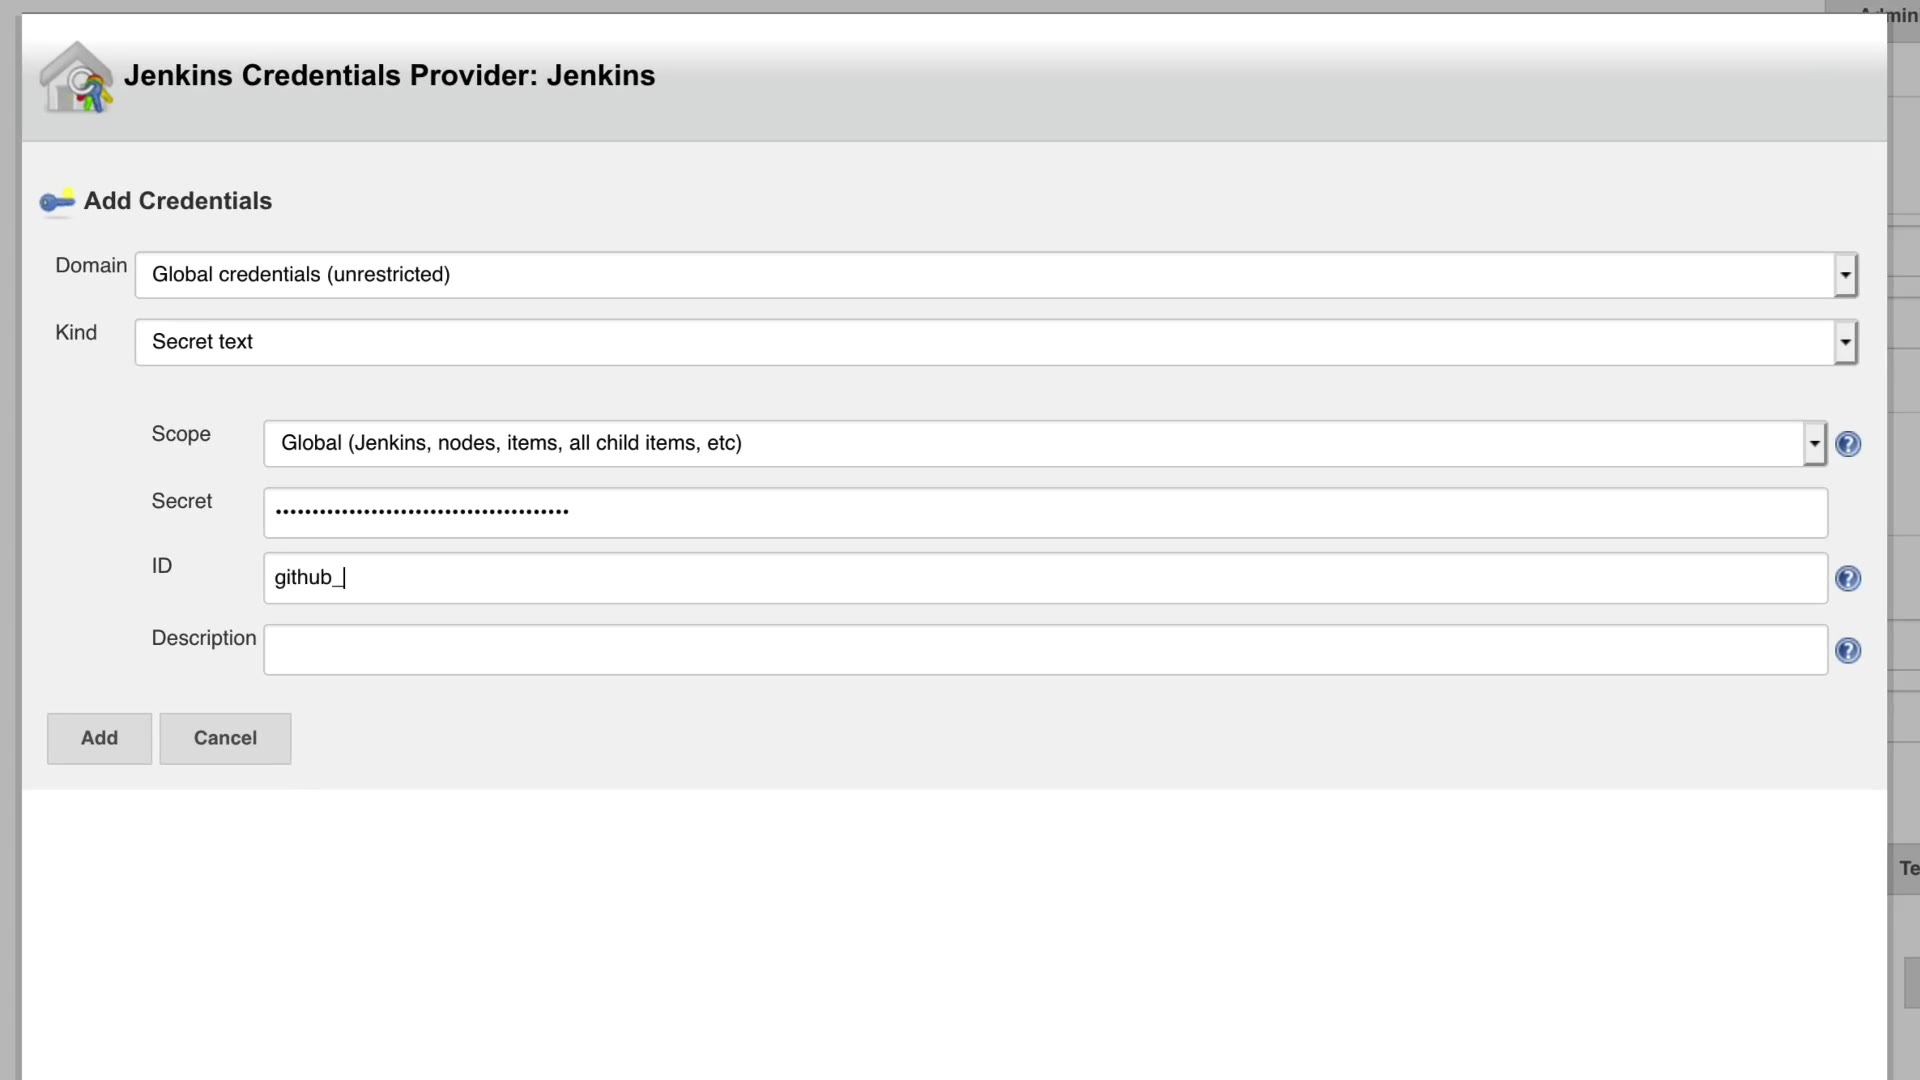 Admin
Jenkins Credentials Provider: Jenkins
Add Credentials
Domain
Global credentials (unrestricted)
Kind
Secret text
Scope
Global (Jenkins, nodes, items, all child items, etc)
Secret
••••••••••••••••••••••••••••••••••••••••
ID
github_
Description
Add
Cancel
Te